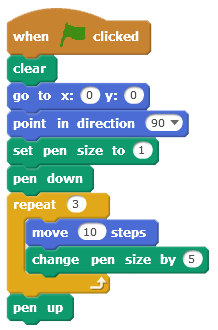 when clicked
clear
go to x: 0 y: 0
point in direction 90
set pen size to 1
pen down
repeat 3
move 10 steps
change pen size by 5
pen up